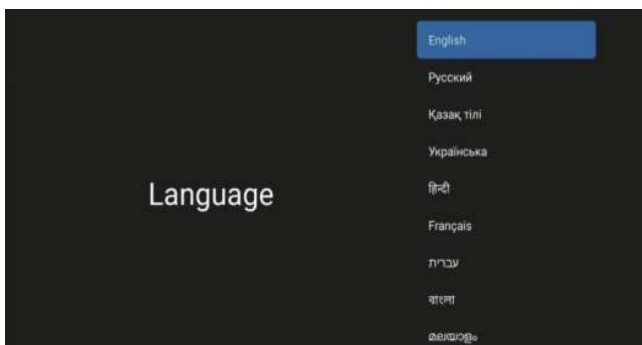 Language
English
Русский
Қазақ тілі
Українська
हिन्दी
Français
עברית
বাংলা
മലയാളം